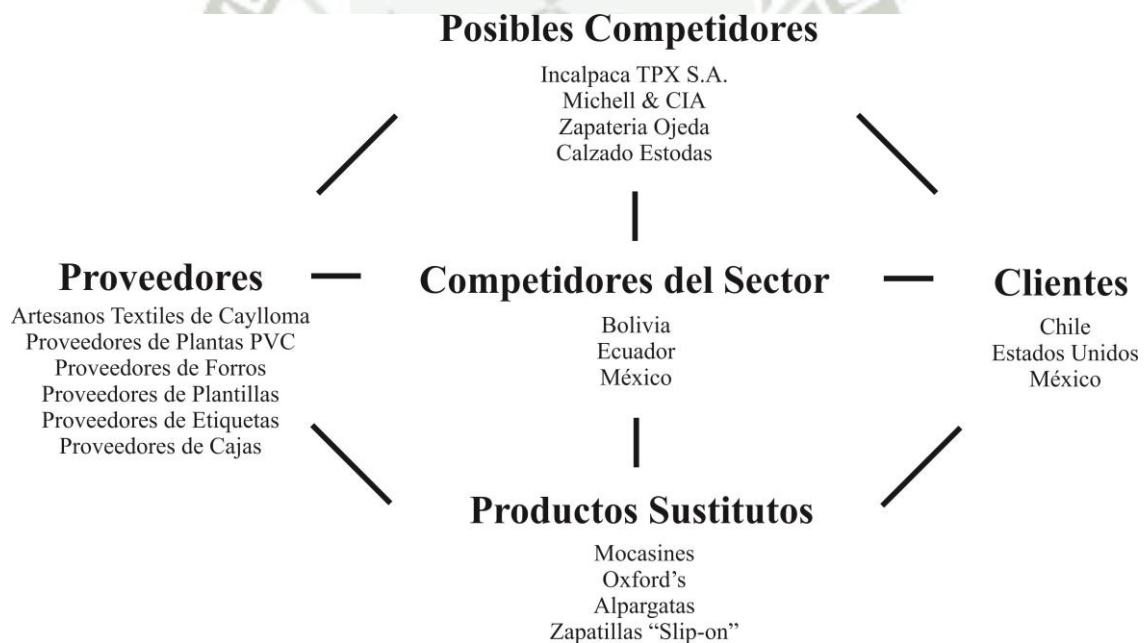 Posibles Competidores
Incalpaca TPX S.A.
Michell & CIA
Zapateria Ojeda
Calzado Estodas
Proveedores
Artesanos Textiles de Caylloma
Proveedores de Plantas PVC
Proveedores de Forros
Proveedores de Plantillas
Proveedores de Etiquetas
Proveedores de Cajas
Competidores del Sector
Bolivia
Ecuador
México
Clientes
Chile
Estados Unidos
México
Productos Sustitutos
Mocasines
Oxford’s
Alpargatas
Zapatillas “Slip-on”